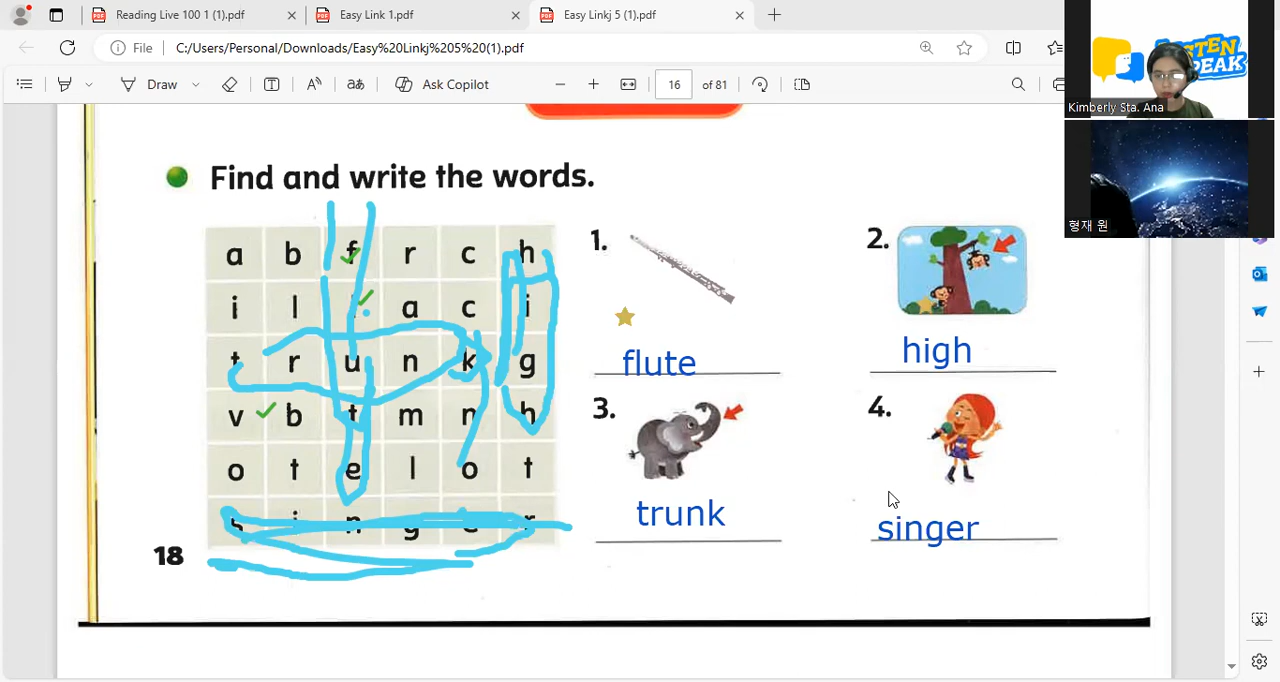 Reading Live 100 1 (1).pdf
Easy Link 1.pdf
Easy Linkj 5 (1).pdf
File
C:/Users/Personal/Downloads/Easy%20Linkj%205%20(1).pdf
Draw
Ask Copilot
16 of 81
Kimberly Sta. Ana
형재 원
Find and write the words.
a b f r c h
i l a c i
t r u n k g
v b t m n h
o t e l o t
s i n g e r
1.
flute
2.
high
3.
trunk
4.
singer
18